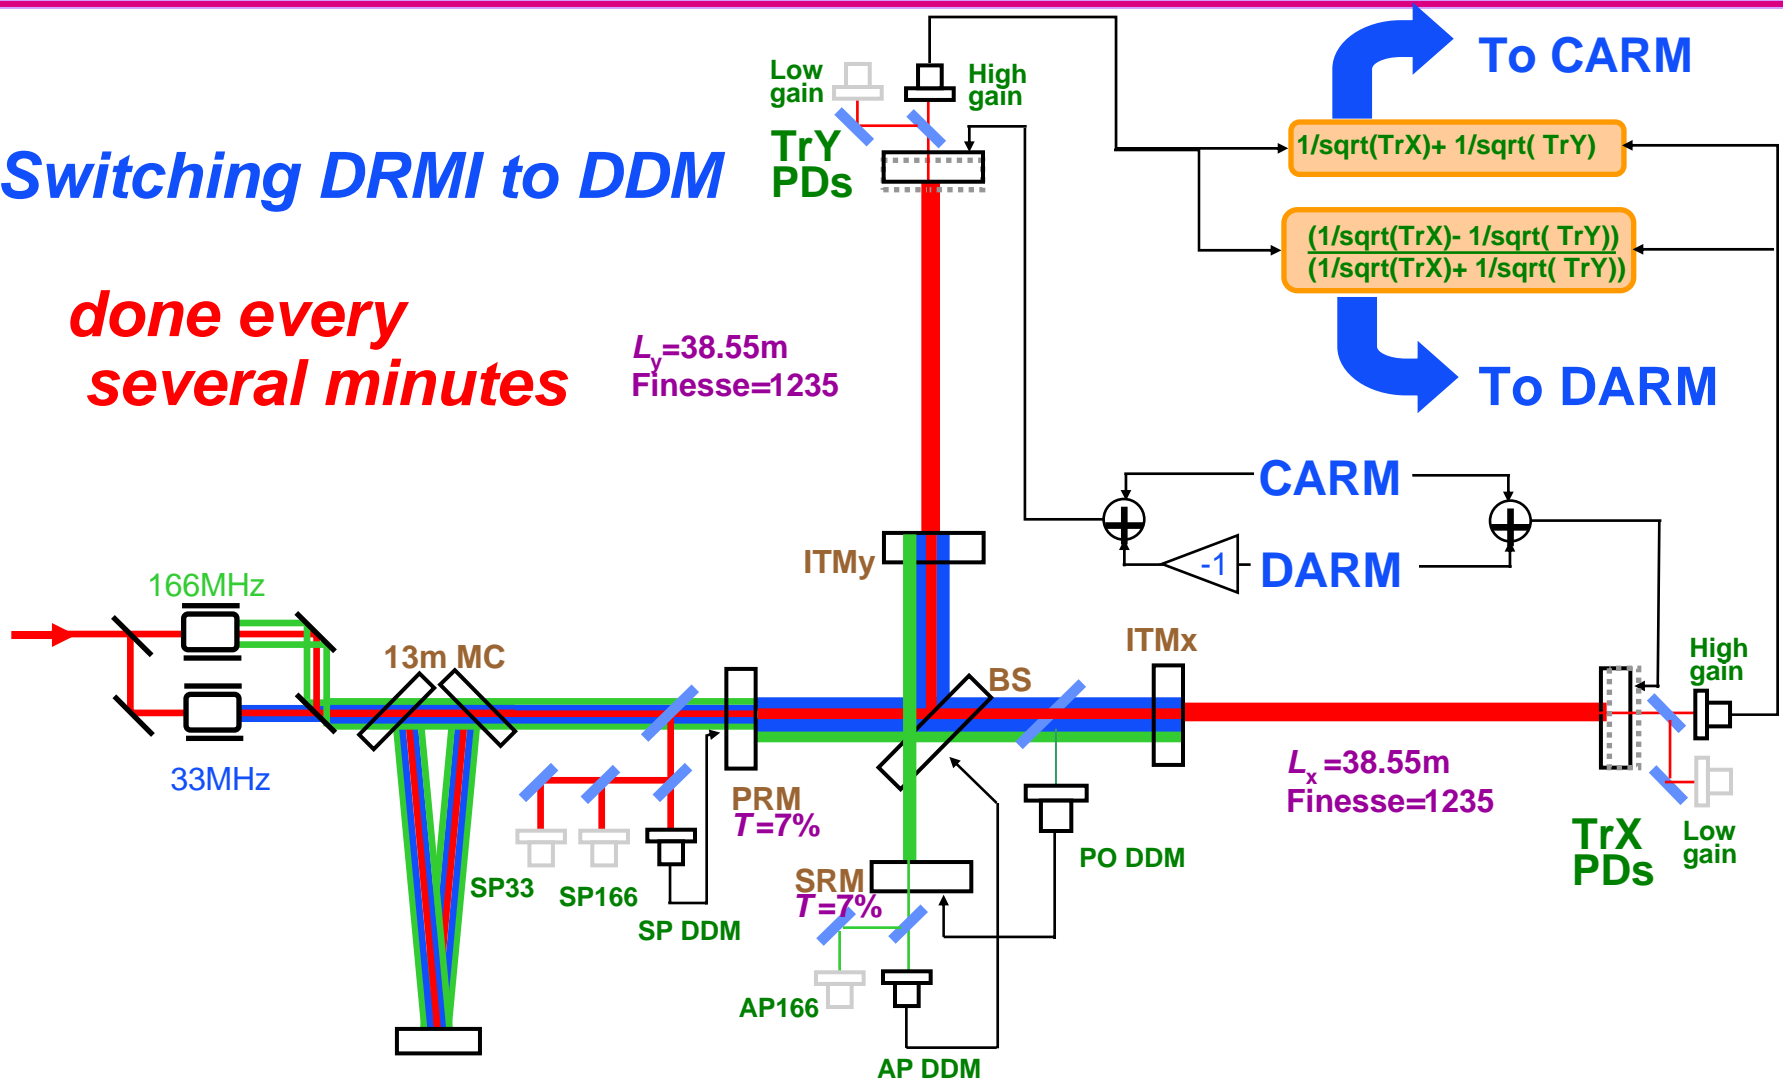 To CARM
Low
gain
High
gain
TrY
PDs
1/sqrt(TrX)+ 1/sqrt( TrY)
Switching DRMI to DDM
(1/sqrt(TrX)- 1/sqrt( TrY))
(1/sqrt(TrX)+ 1/sqrt( TrY))
done every
several minutes
Ly=38.55m
Finesse=1235
To DARM
CARM
ITMy
-1
DARM
166MHz
13m MC
ITMx
BS
High
gain
33MHz
PRM
T=7%
Lx =38.55m
Finesse=1235
TrX
PDs
Low
gain
SP33
SP166
SP DDM
SRM
T=7%
PO DDM
AP166
AP DDM